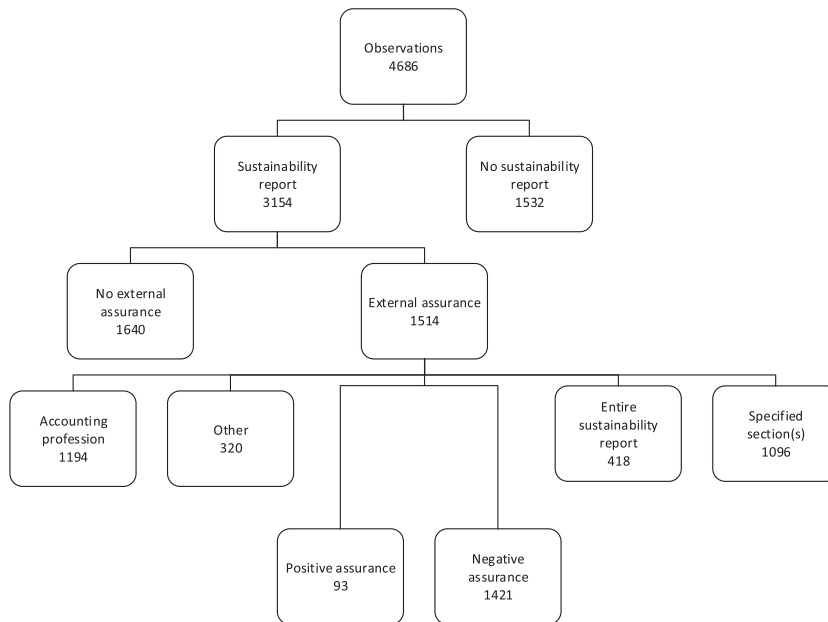 Observations
4686
Sustainability
report
3154
No sustainability
report
1532
No external
assurance
1640
External assurance
1514
Accounting
profession
1194
Other
320
Entire
sustainability
report
418
Specified
section(s)
1096
Positive assurance
93
Negative
assurance
1421